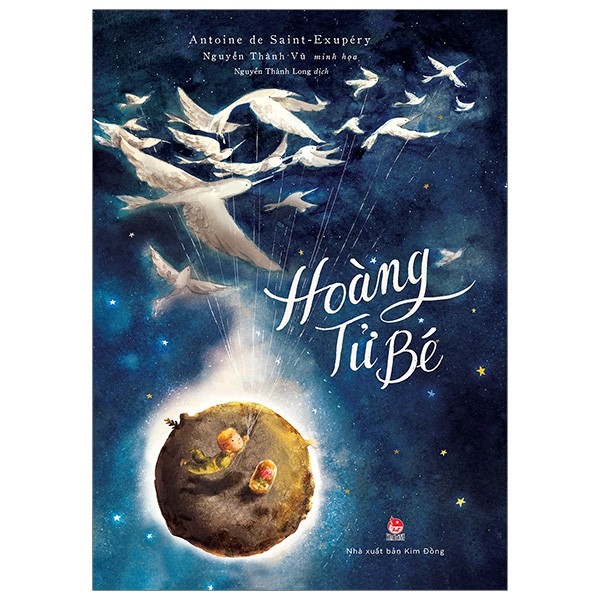 Antoine de Saint-Exupéry
Nguyễn Thành Vũ minh họa
Nguyễn Thành Long dịch
Hoàng
Tử Bé
Nhà xuất bản Kim Đồng